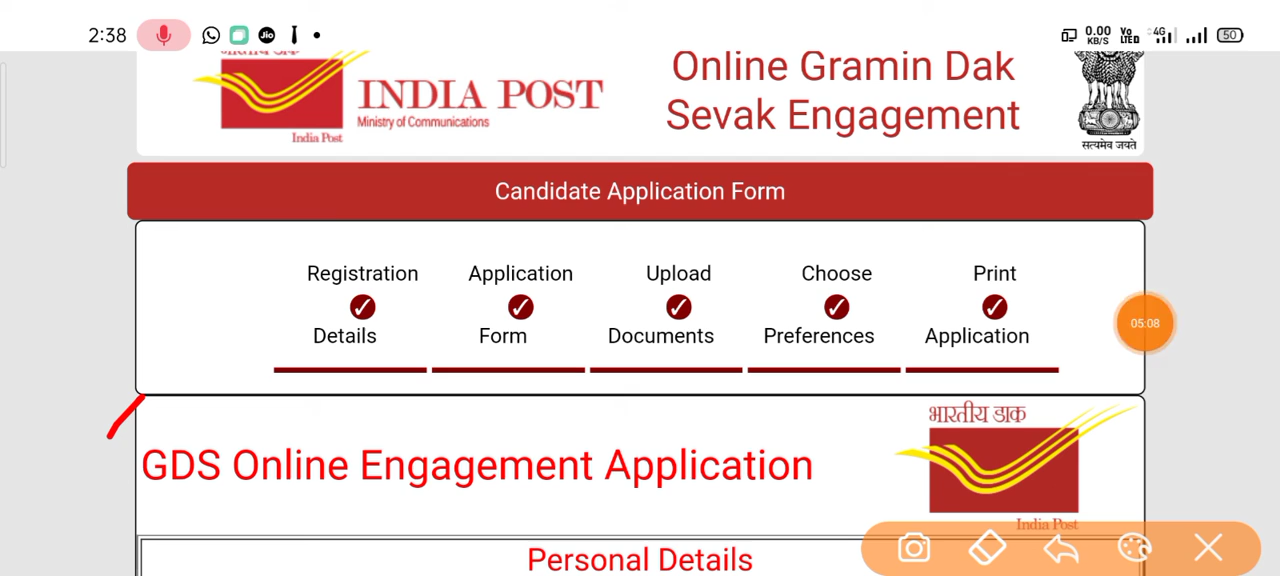 2:38
Jio
0.00
KB/S
Vo
LTE
4G
50
भारतीय डाक
INDIA POST
Ministry of Communications
India Post
Online Gramin Dak
Sevak Engagement
सत्यमेव जयते
Candidate Application Form
Registration
Details
Application
Form
Upload
Documents
Choose
Preferences
Print
Application
05:08
GDS Online Engagement Application
भारतीय डाक
India Post
Personal Details